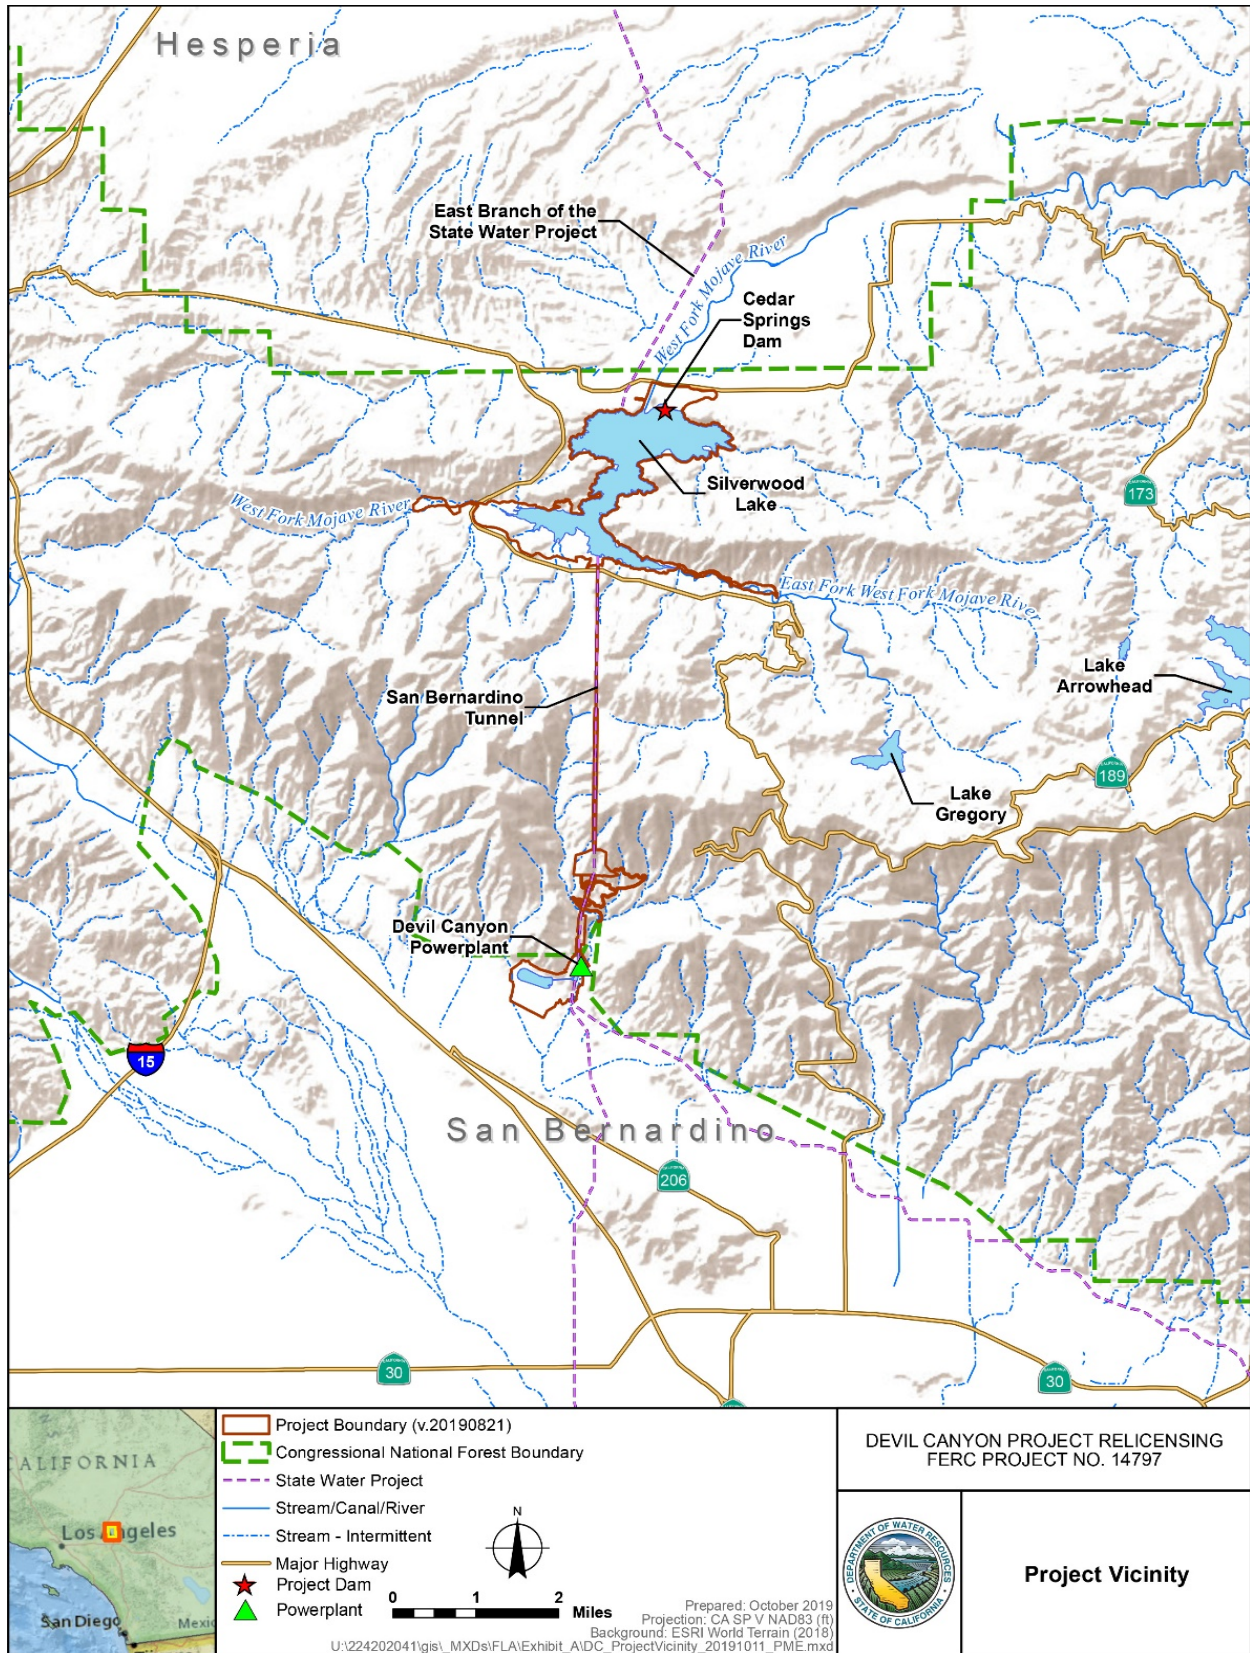 Hesperia
East Branch of the
State Water Project
West Fork Mojave River
Cedar
Springs
Dam
Silverwood
Lake
173
West Fork Mojave River
East Fork West Fork Mojave River
Lake
Arrowhead
San Bernardino
Tunnel
CALIFORNIA
189
Lake
Gregory
Devil Canyon
Powerplant
15
San Bernardino
206
30
30
CALIFORNIA
Los Angeles
San Diego
Mexic
Project Boundary (v.20190821)
Congressional National Forest Boundary
State Water Project
Stream/Canal/River
Stream - Intermittent
Major Highway
Project Dam
Powerplant
N
0 1 2
Miles
Prepared: October 2019
Projection: CA SP V NAD83 (ft)
Background: ESRI World Terrain (2018)
U:\224202041\gis\_MXDs\FLA\Exhibit_A\DC_ProjectVicinity_20191011_PME.mxd
DEVIL CANYON PROJECT RELICENSING
FERC PROJECT NO. 14797
DEPARTMENT OF WATER RESOURCES
STATE OF CALIFORNIA
Project Vicinity